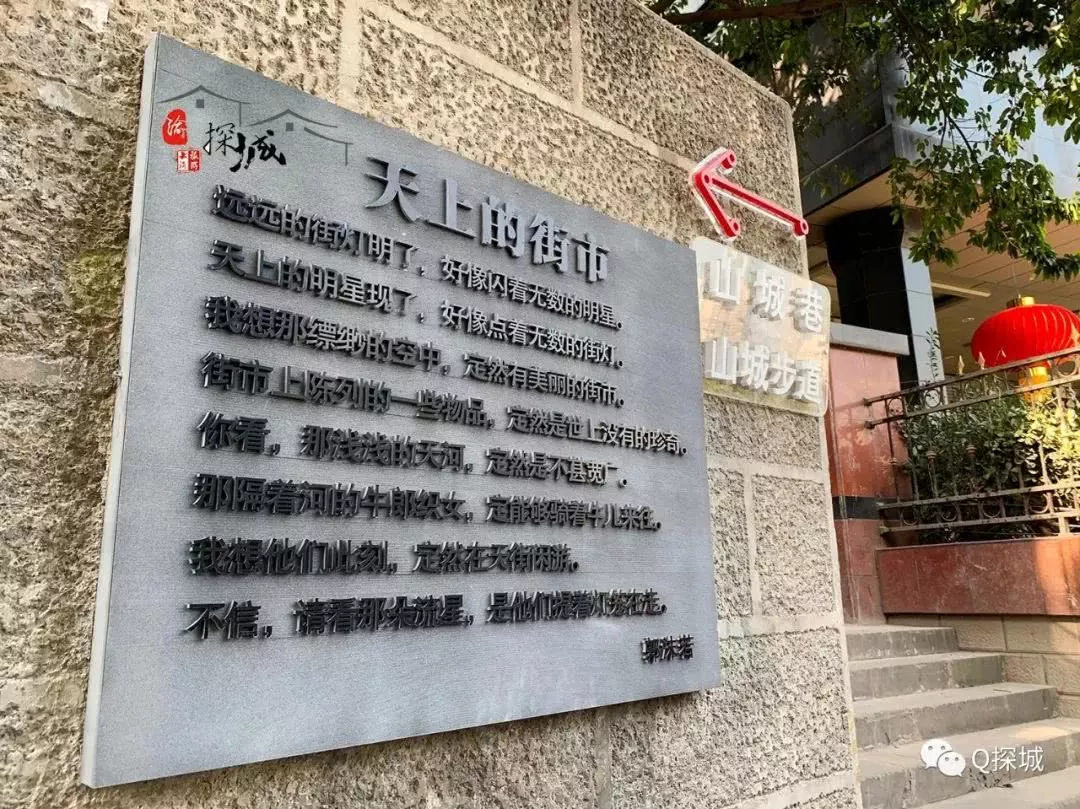 渝
探城
天上的街市
远远的街灯明了，好像闪着无数的明星。
天上的明星现了，好像点着无数的街灯。
我想那缥缈的空中，定然有美丽的街市。
街市上陈列的一些物品，定然是世上没有的珍奇。
你看，那浅浅的天河，定然是不甚宽广。
那隔着河的牛郎织女，定能够骑着牛儿来往。
我想他们此刻，定然在天街闲游。
不信，请看那朵流星，是他们提着灯笼在走。
郭沫若
山城巷
山城步道
Q探城